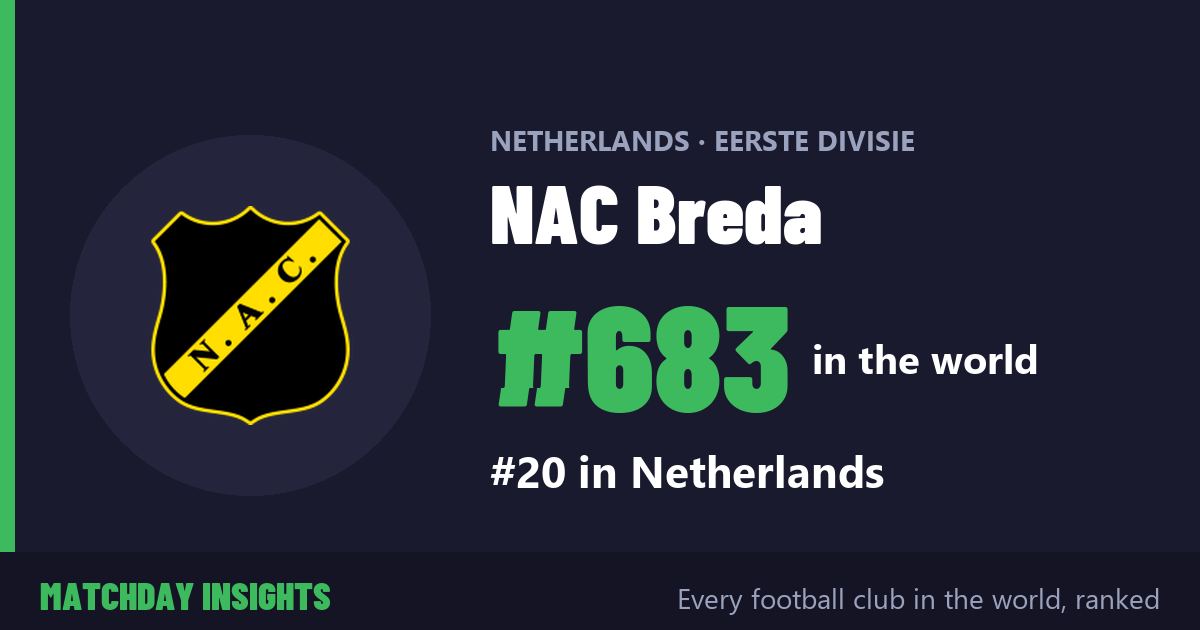 NETHERLANDS · EERSTE DIVISIE
NAC Breda
N.A.C.
#683 in the world
#20 in Netherlands
MATCHDAY INSIGHTS
Every football club in the world, ranked